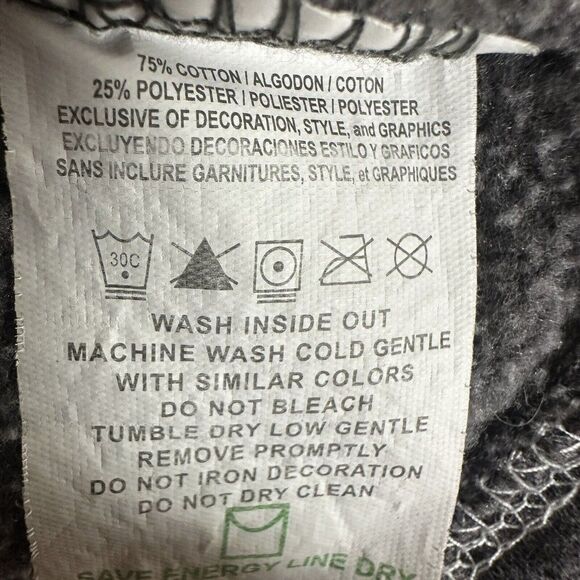 75% COTTON / ALGODON / COTON
25% POLYESTER / POLIESTER / POLYESTER
EXCLUSIVE OF DECORATION, STYLE, and GRAPHICS
EXCLUYENDO DECORACIONES ESTILO Y GRAFICOS
SANS INCLURE GARNITURES, STYLE, et GRAPHIQUES
30C
WASH INSIDE OUT
MACHINE WASH COLD GENTLE
WITH SIMILAR COLORS
DO NOT BLEACH
TUMBLE DRY LOW GENTLE
REMOVE PROMPTLY
DO NOT IRON DECORATION
DO NOT DRY CLEAN
SAVE ENERGY LINE DRY